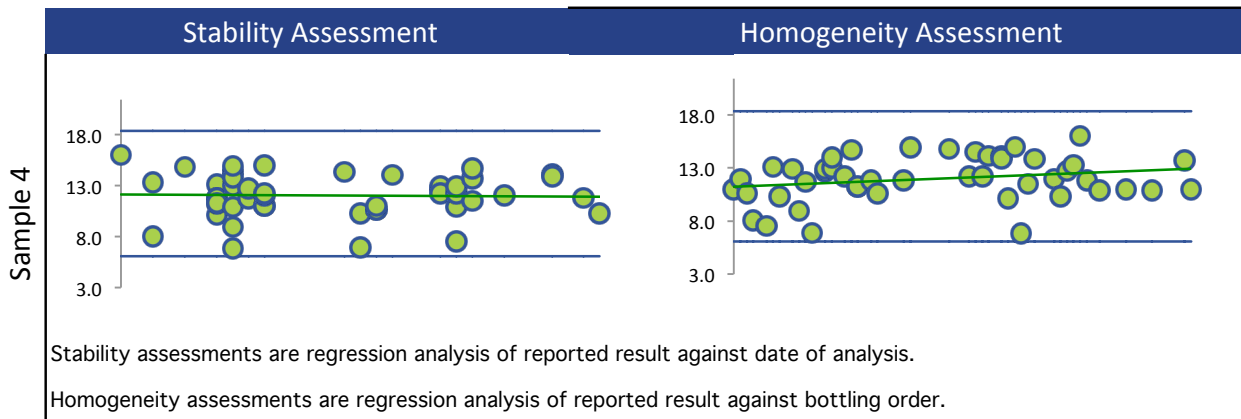 Stability Assessment
Homogeneity Assessment
Sample 4
18.0
13.0
8.0
3.0
18.0
13.0
8.0
3.0
Stability assessments are regression analysis of reported result against date of analysis.
Homogeneity assessments are regression analysis of reported result against bottling order.